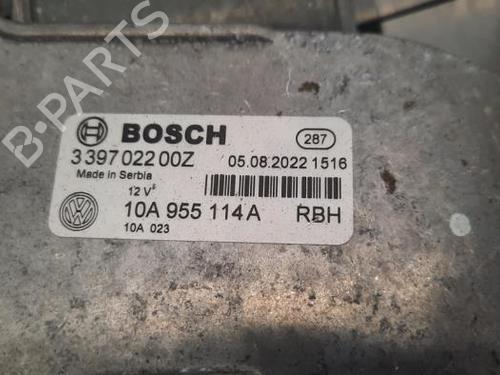 BOSCH
287
3 397 022 00Z
05.08.2022 1516
Made in Serbia
12 V
10A 955 114 A RBH
10A 023
B-PARTS